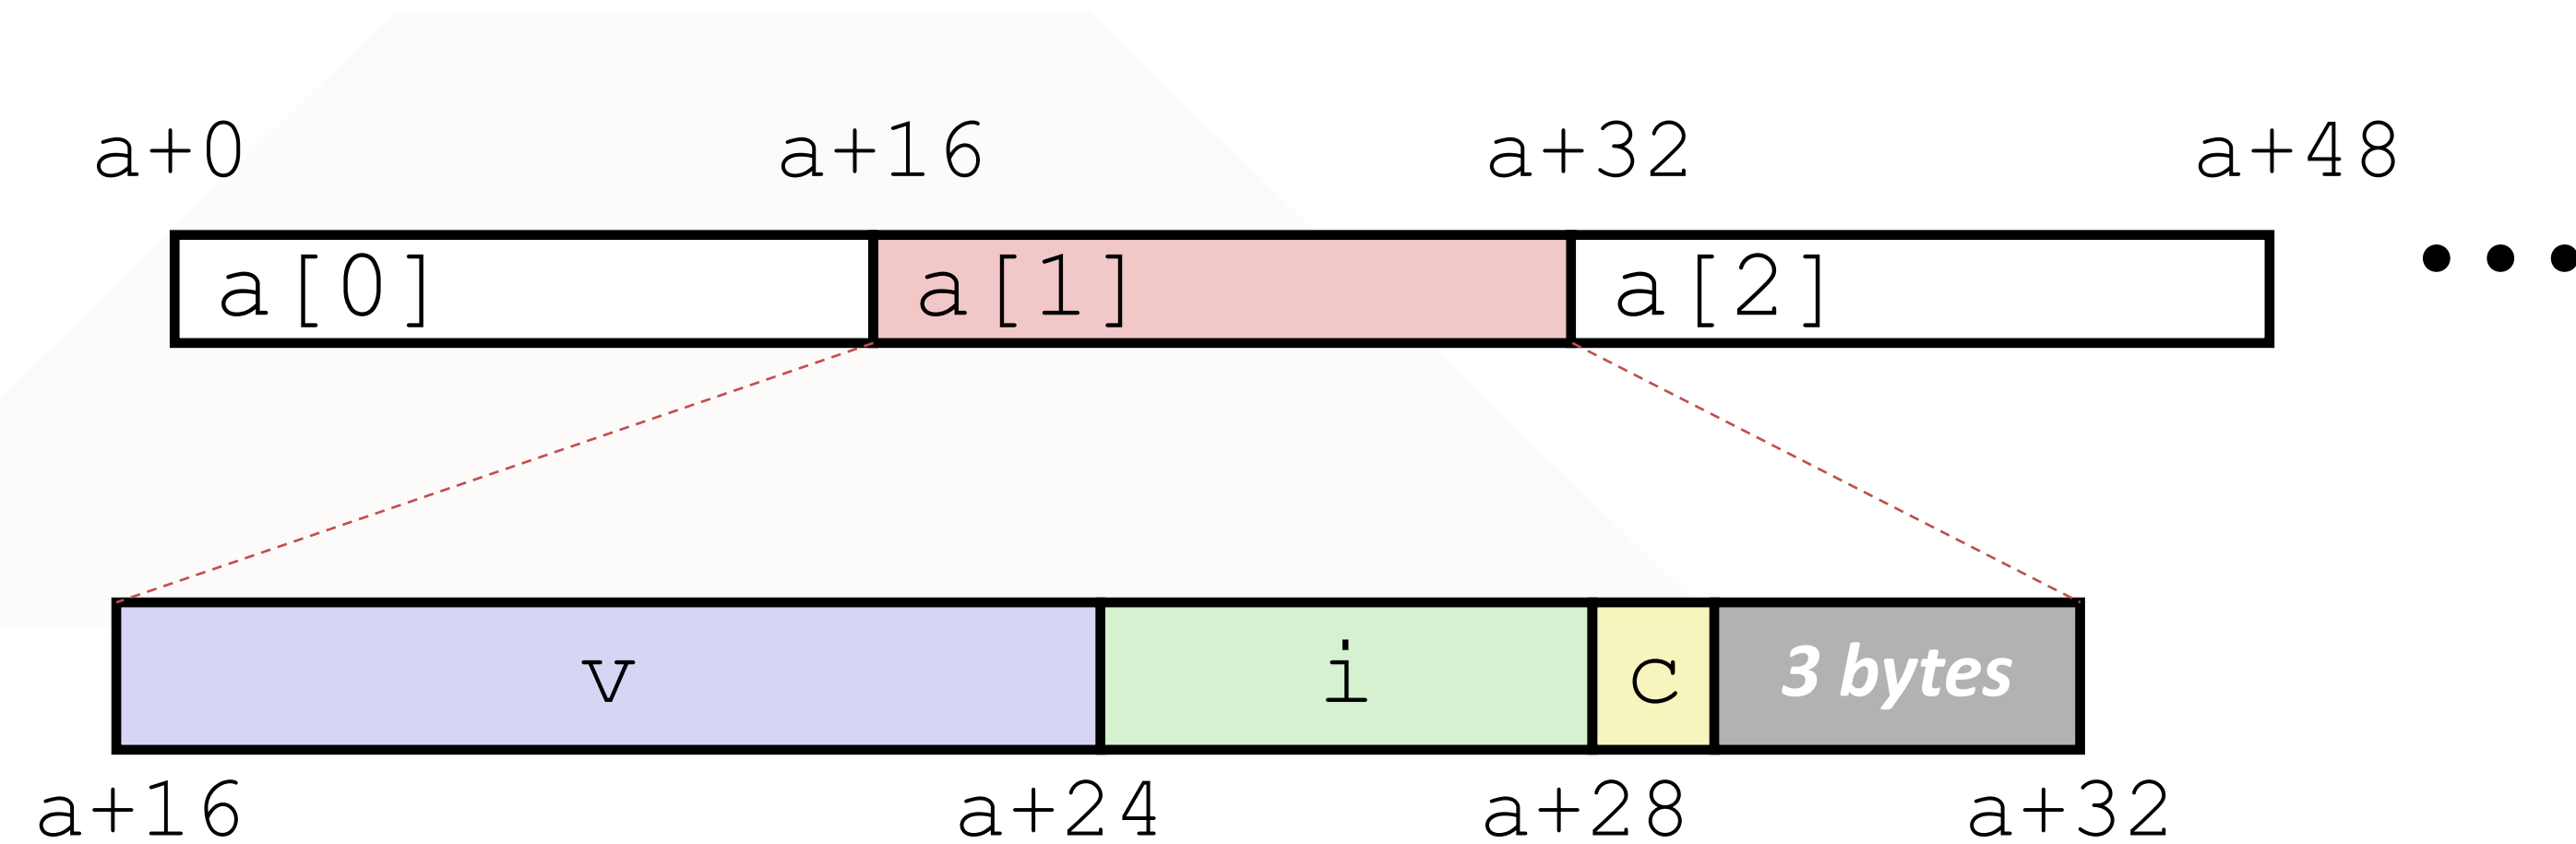 a+0 a+16 a+32 a+48
a[0] a[1] a[2] •••
v i c 3 bytes
a+16 a+24 a+28 a+32